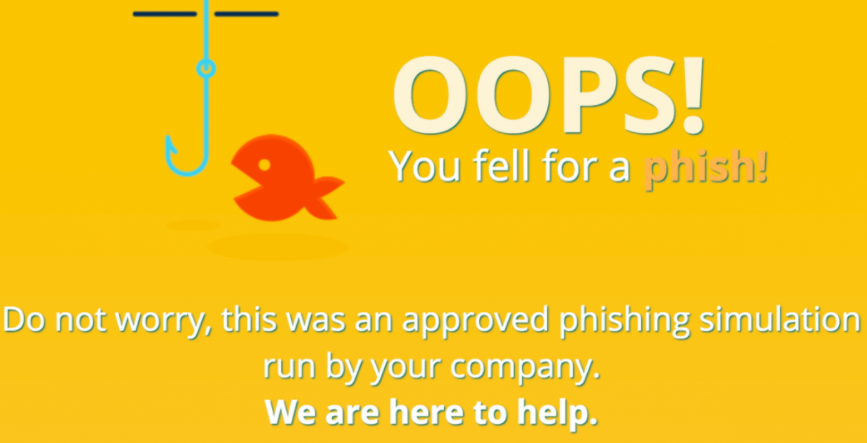 OOPS!
You fell for a phish!
Do not worry, this was an approved phishing simulation
run by your company.
We are here to help.